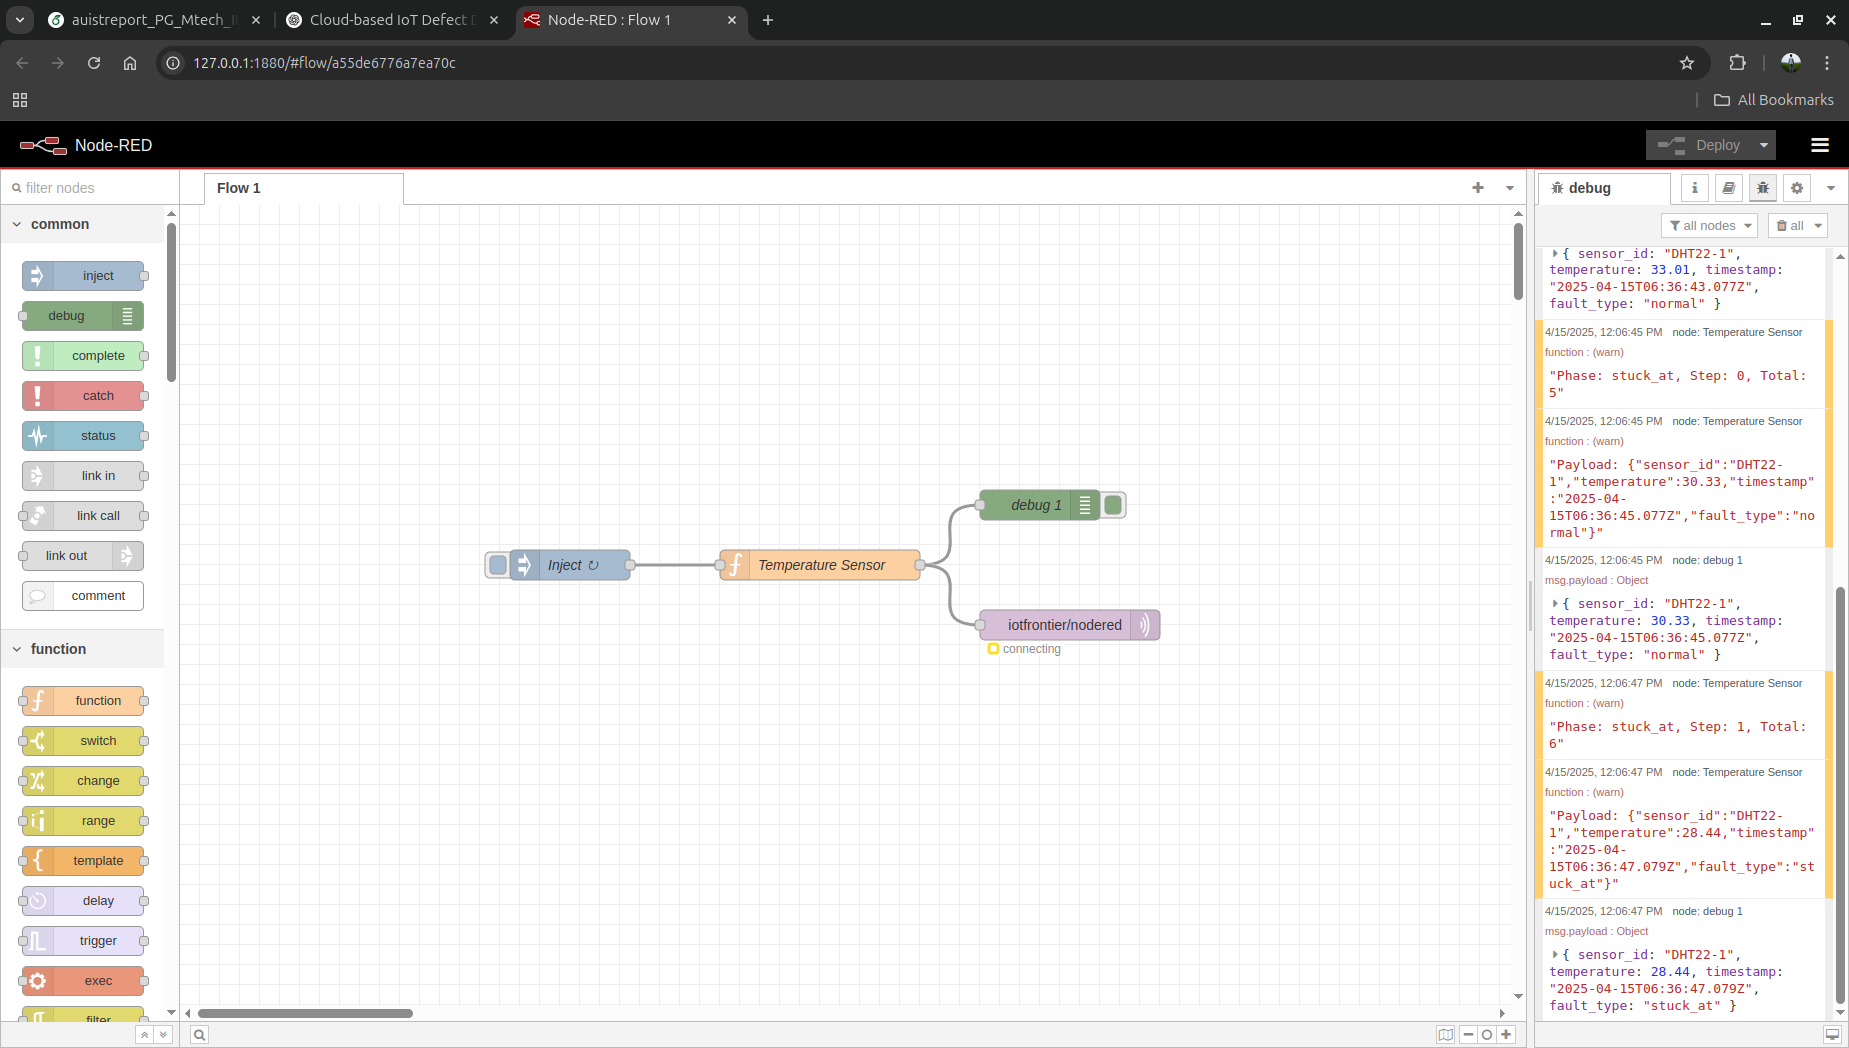 auistreport_PG_Mtech_
Cloud-based IoT Defect D
Node-RED : Flow 1
127.0.0.1:1880/#flow/a55de6776a7ea70c
All Bookmarks
Node-RED
Deploy
filter nodes
Flow 1
debug
all nodes
all
common
inject
debug
complete
catch
status
link in
link call
link out
comment
function
function
switch
change
range
template
delay
trigger
exec
filter
Inject ↻
Temperature Sensor
debug 1
iotfrontier/nodered
connecting
{ sensor_id: "DHT22-1",
temperature: 33.01, timestamp:
"2025-04-15T06:36:43.077Z",
fault_type: "normal" }
4/15/2025, 12:06:45 PM node: Temperature Sensor
function : (warn)
"Phase: stuck_at, Step: 0, Total:
5"
4/15/2025, 12:06:45 PM node: Temperature Sensor
function : (warn)
"Payload: {"sensor_id":"DHT22-
1","temperature":30.33,"timestamp"
:"2025-04-
15T06:36:45.077Z","fault_type":"no
rmal"}"
4/15/2025, 12:06:45 PM node: debug 1
msg.payload : Object
{ sensor_id: "DHT22-1",
temperature: 30.33, timestamp:
"2025-04-15T06:36:45.077Z",
fault_type: "normal" }
4/15/2025, 12:06:47 PM node: Temperature Sensor
function : (warn)
"Phase: stuck_at, Step: 1, Total:
6"
4/15/2025, 12:06:47 PM node: Temperature Sensor
function : (warn)
"Payload: {"sensor_id":"DHT22-
1","temperature":28.44,"timestamp"
:"2025-04-
15T06:36:47.079Z","fault_type":"st
uck_at"}"
4/15/2025, 12:06:47 PM node: debug 1
msg.payload : Object
{ sensor_id: "DHT22-1",
temperature: 28.44, timestamp:
"2025-04-15T06:36:47.079Z",
fault_type: "stuck_at" }